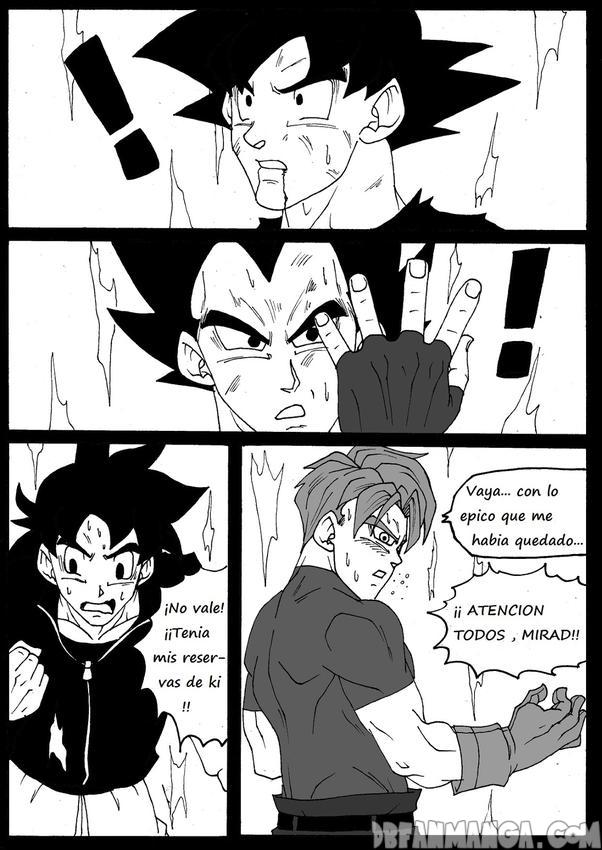 !
!
¡No vale!
¡¡Tenia
mis reser-
vas de ki
!!
Vaya... con lo
epico que me
habia quedado...
¡¡ ATENCION
TODOS , MIRAD!!
DBFANMANGA.COM